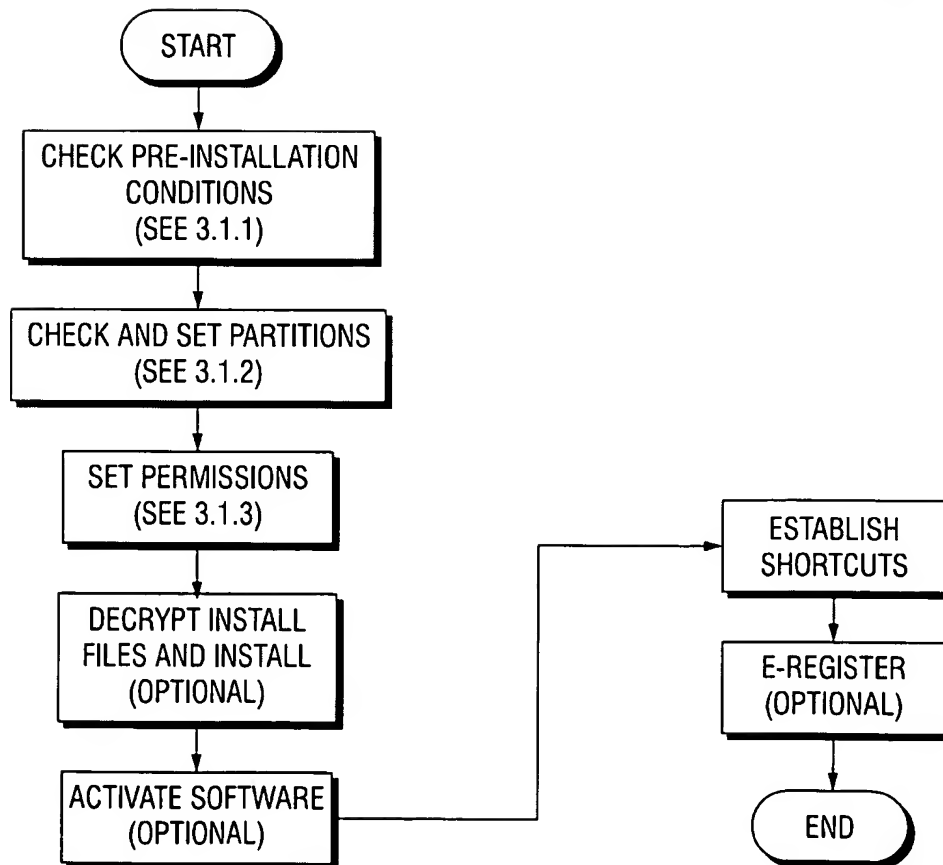 START
CHECK PRE-INSTALLATION
CONDITIONS
(SEE 3.1.1)
CHECK AND SET PARTITIONS
(SEE 3.1.2)
SET PERMISSIONS
(SEE 3.1.3)
DECRYPT INSTALL
FILES AND INSTALL
(OPTIONAL)
ACTIVATE SOFTWARE
(OPTIONAL)
ESTABLISH
SHORTCUTS
E-REGISTER
(OPTIONAL)
END